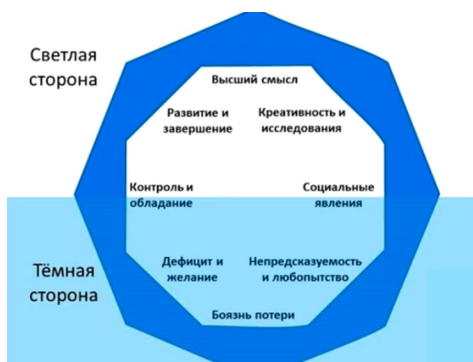 Светлая
сторона
Высший смысл
Развитие и
завершение
Креативность и
исследования
Контроль и
обладание
Социальные
явления
Тёмная
сторона
Дефицит и
желание
Непредсказуемость
и любопытство
Боязнь потери